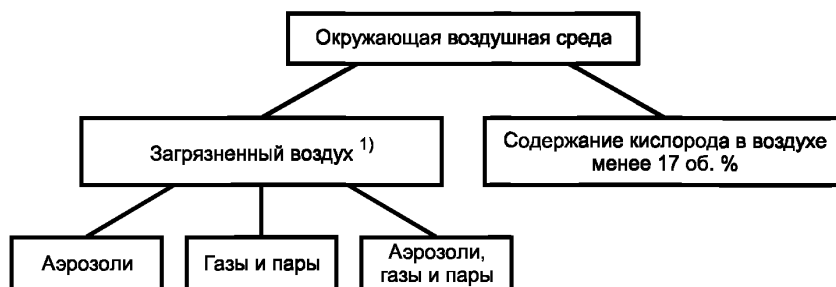 Окружающая воздушная среда
Загрязненный воздух 1)
Содержание кислорода в воздухе
менее 17 об. %
Аэрозоли
Газы и пары
Аэрозоли,
газы и пары